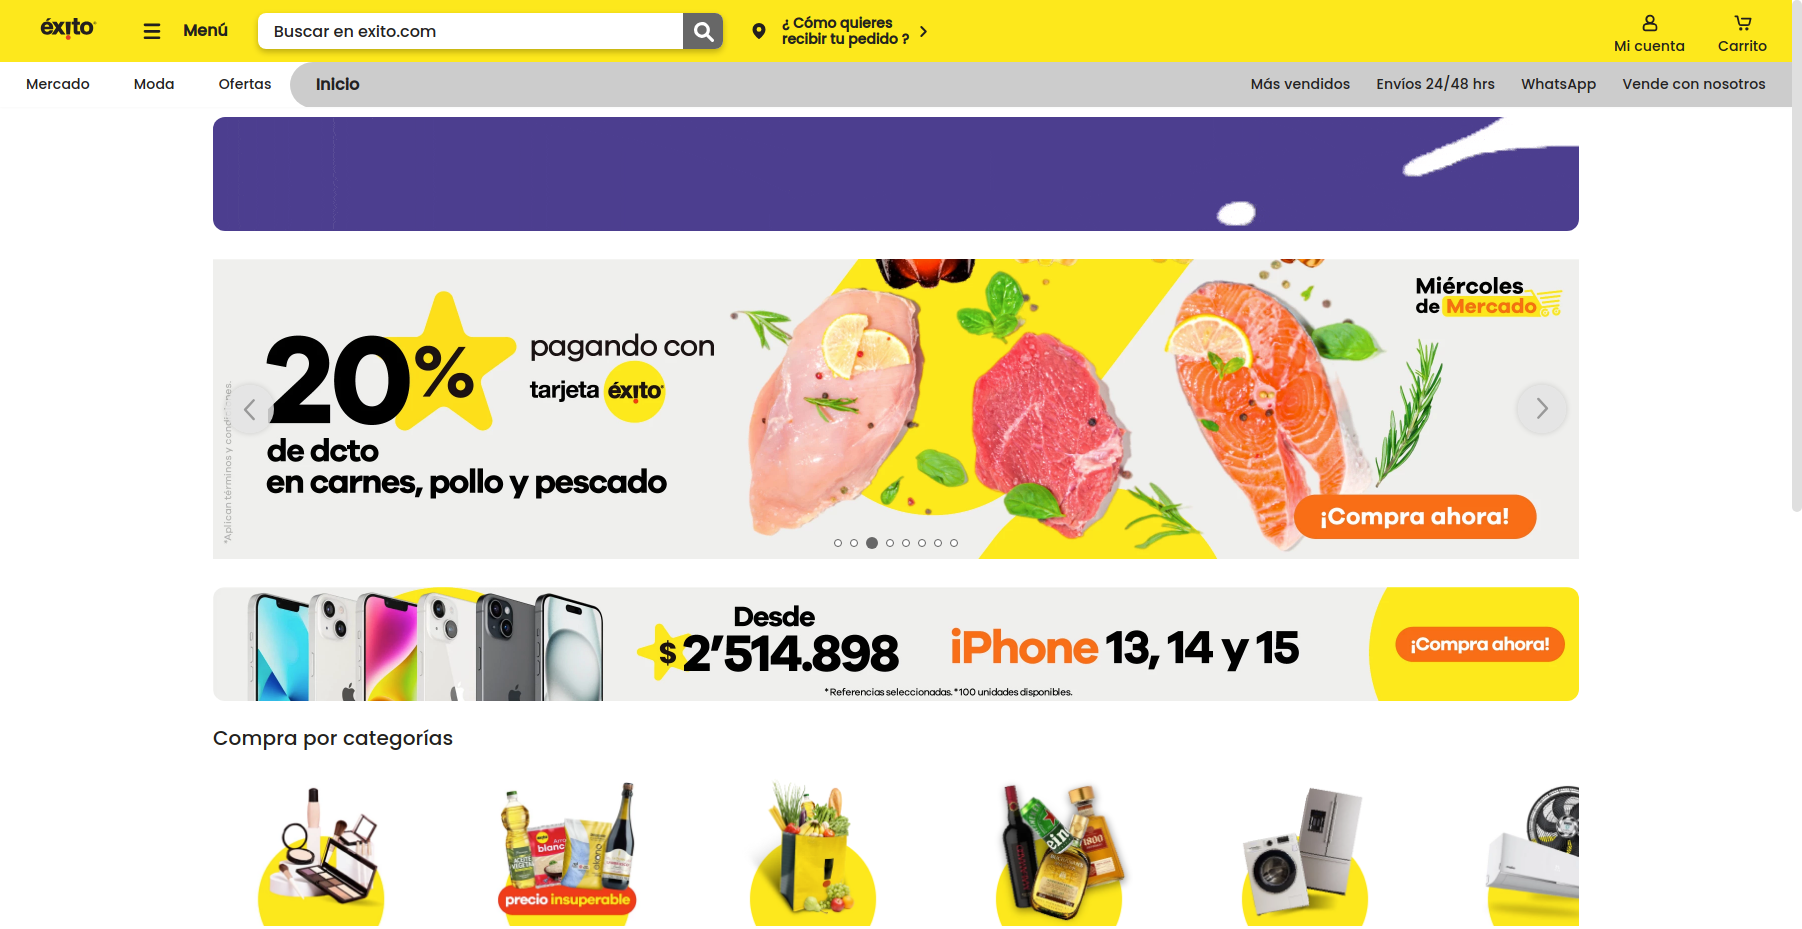 éxito
Menú
Buscar en exito.com
¿ Cómo quieres
recibir tu pedido ?
Mi cuenta
Carrito
Mercado
Moda
Ofertas
Inicio
Más vendidos
Envíos 24/48 hrs
WhatsApp
Vende con nosotros
20%
pagando con
tarjeta éxito
de dcto
en carnes, pollo y pescado
*Aplican términos y condiciones.
Miércoles
de Mercado
¡Compra ahora!
Desde
$2'514.898
iPhone 13, 14 y 15
*Referencias seleccionadas. *100 unidades disponibles.
¡Compra ahora!
Compra por categorías
precio insuperable